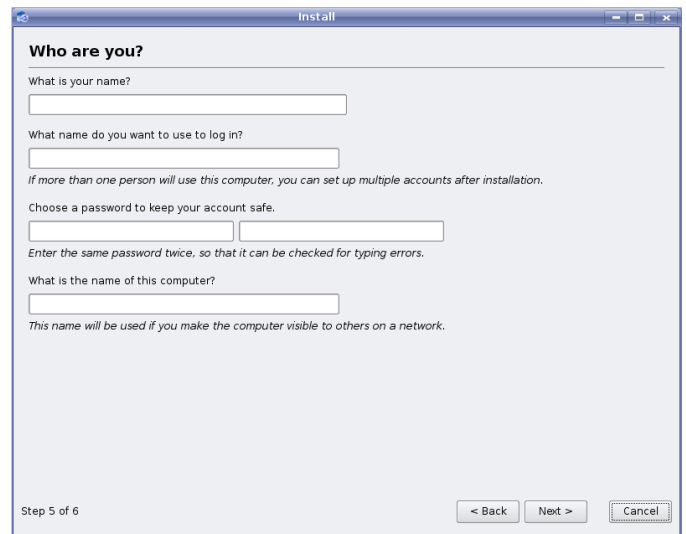 Install
Who are you?
What is your name?
What name do you want to use to log in?
If more than one person will use this computer, you can set up multiple accounts after installation.
Choose a password to keep your account safe.
Enter the same password twice, so that it can be checked for typing errors.
What is the name of this computer?
This name will be used if you make the computer visible to others on a network.
Step 5 of 6
< Back
Next >
Cancel